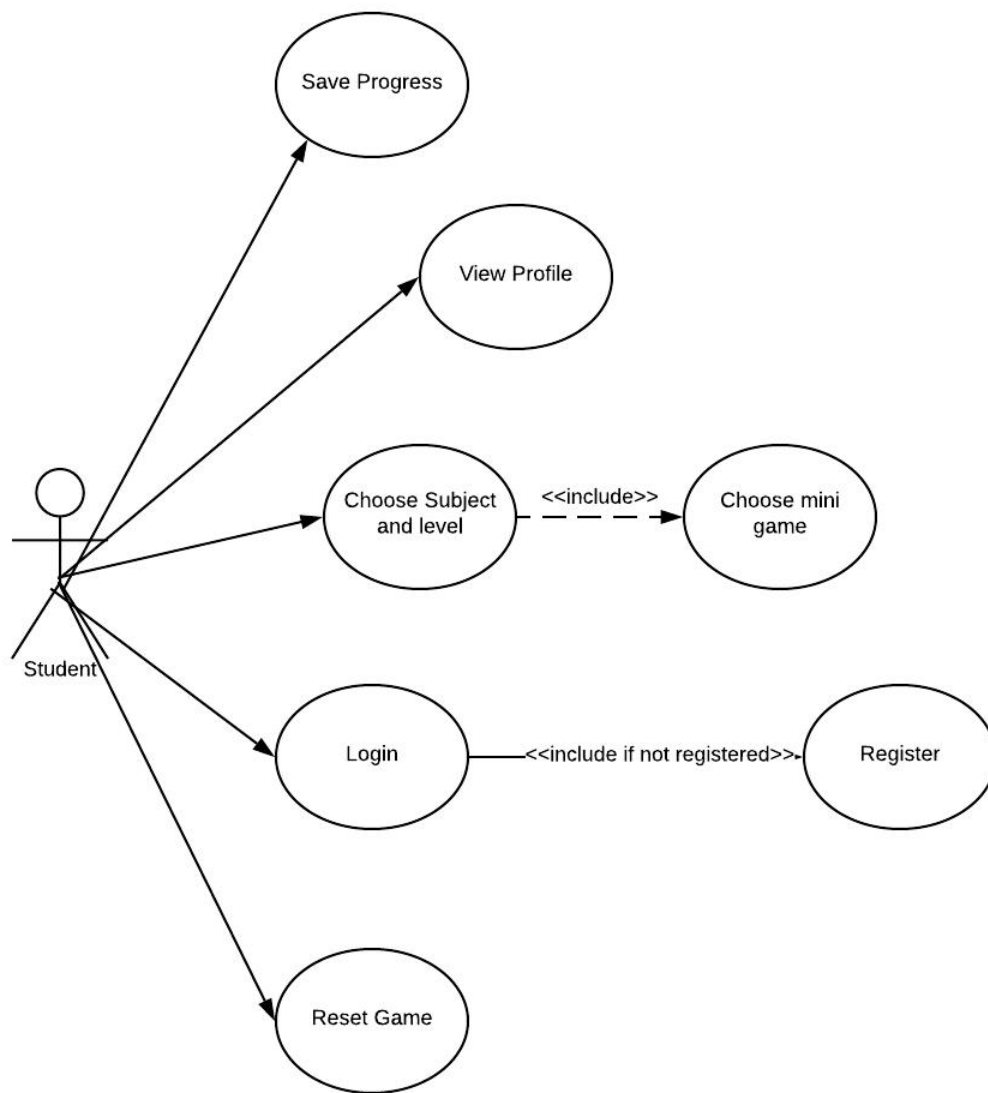 Save Progress
View Profile
Choose Subject
and level
<<include>>
Choose mini
game
Student
Login
<<include if not registered>>
Register
Reset Game